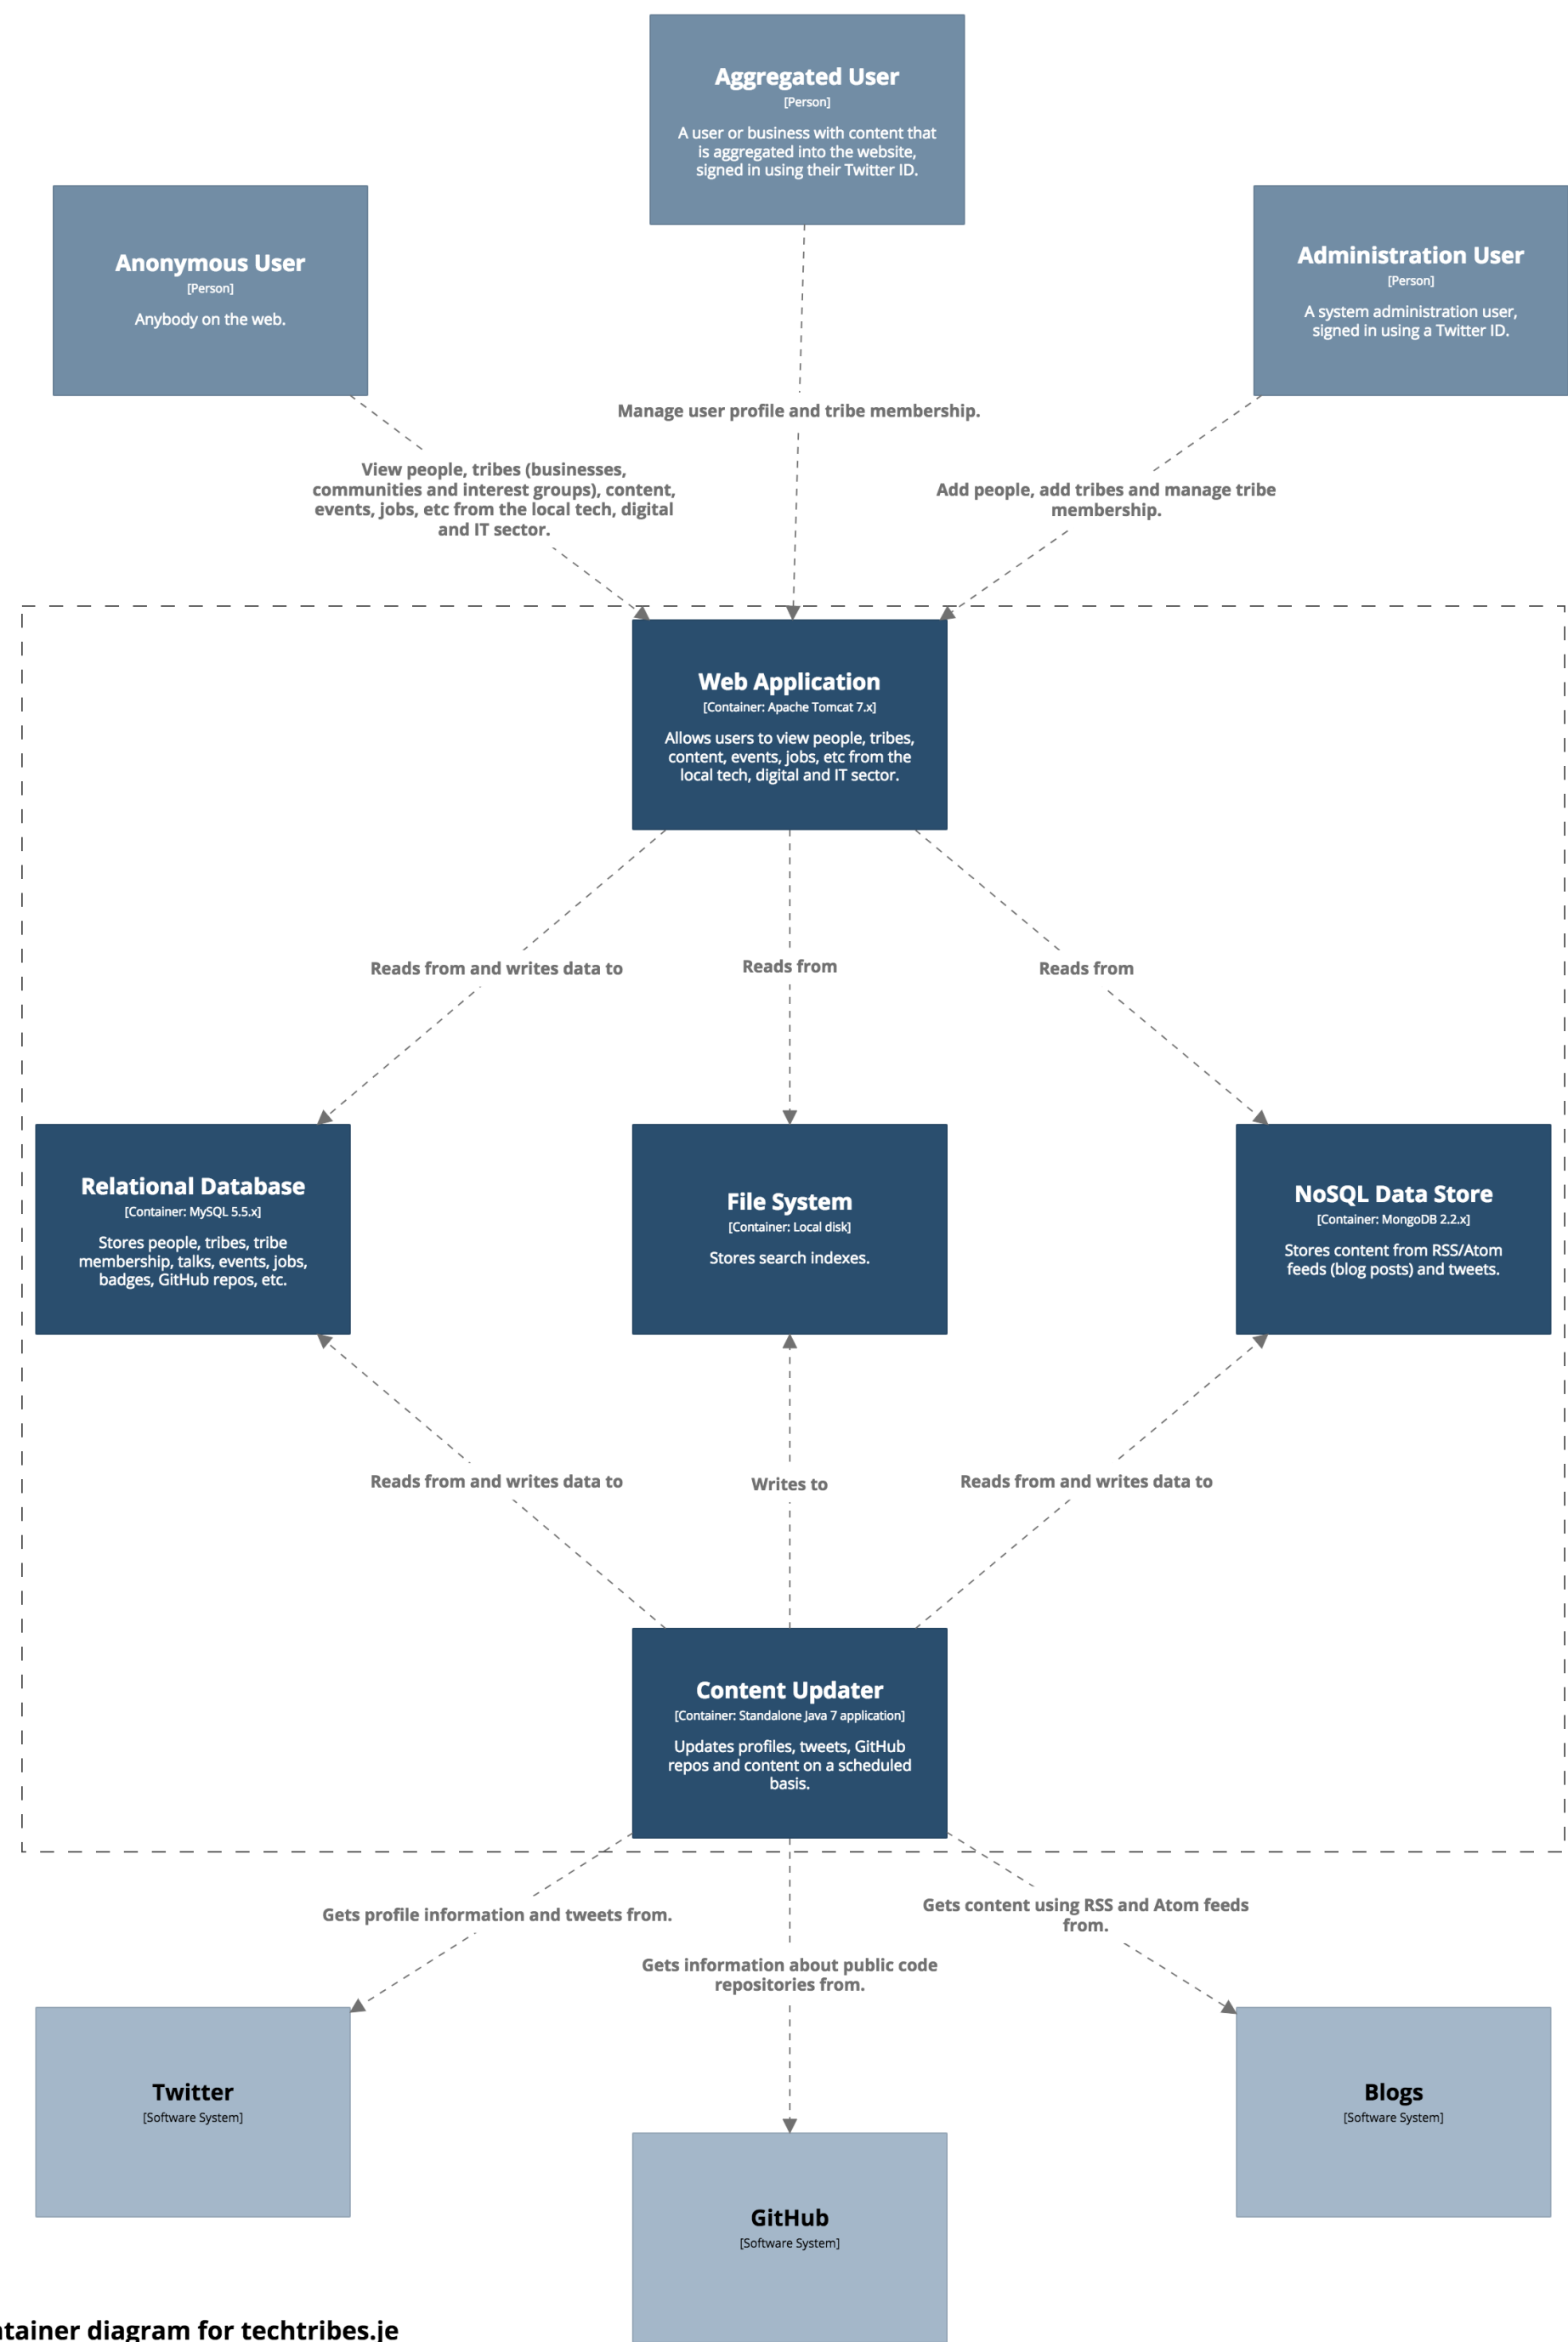 Aggregated User
[Person]
A user or business with content that
is aggregated into the website,
signed in using their Twitter ID.
Anonymous User
[Person]
Anybody on the web.
Administration User
[Person]
A system administration user,
signed in using a Twitter ID.
Manage user profile and tribe membership.
View people, tribes (businesses,
communities and interest groups), content,
events, jobs, etc from the local tech, digital
and IT sector.
Add people, add tribes and manage tribe
membership.
Web Application
[Container: Apache Tomcat 7.x]
Allows users to view people, tribes,
content, events, jobs, etc from the
local tech, digital and IT sector.
Reads from and writes data to
Reads from
Reads from
Relational Database
[Container: MySQL 5.5.x]
Stores people, tribes, tribe
membership, talks, events, jobs,
badges, GitHub repos, etc.
File System
[Container: Local disk]
Stores search indexes.
NoSQL Data Store
[Container: MongoDB 2.2.x]
Stores content from RSS/Atom
feeds (blog posts) and tweets.
Reads from and writes data to
Writes to
Reads from and writes data to
Content Updater
[Container: Standalone Java 7 application]
Updates profiles, tweets, GitHub
repos and content on a scheduled
basis.
Gets profile information and tweets from.
Gets information about public code
repositories from.
Gets content using RSS and Atom feeds
from.
Twitter
[Software System]
GitHub
[Software System]
Blogs
[Software System]
ntainer diagram for techtribes.je